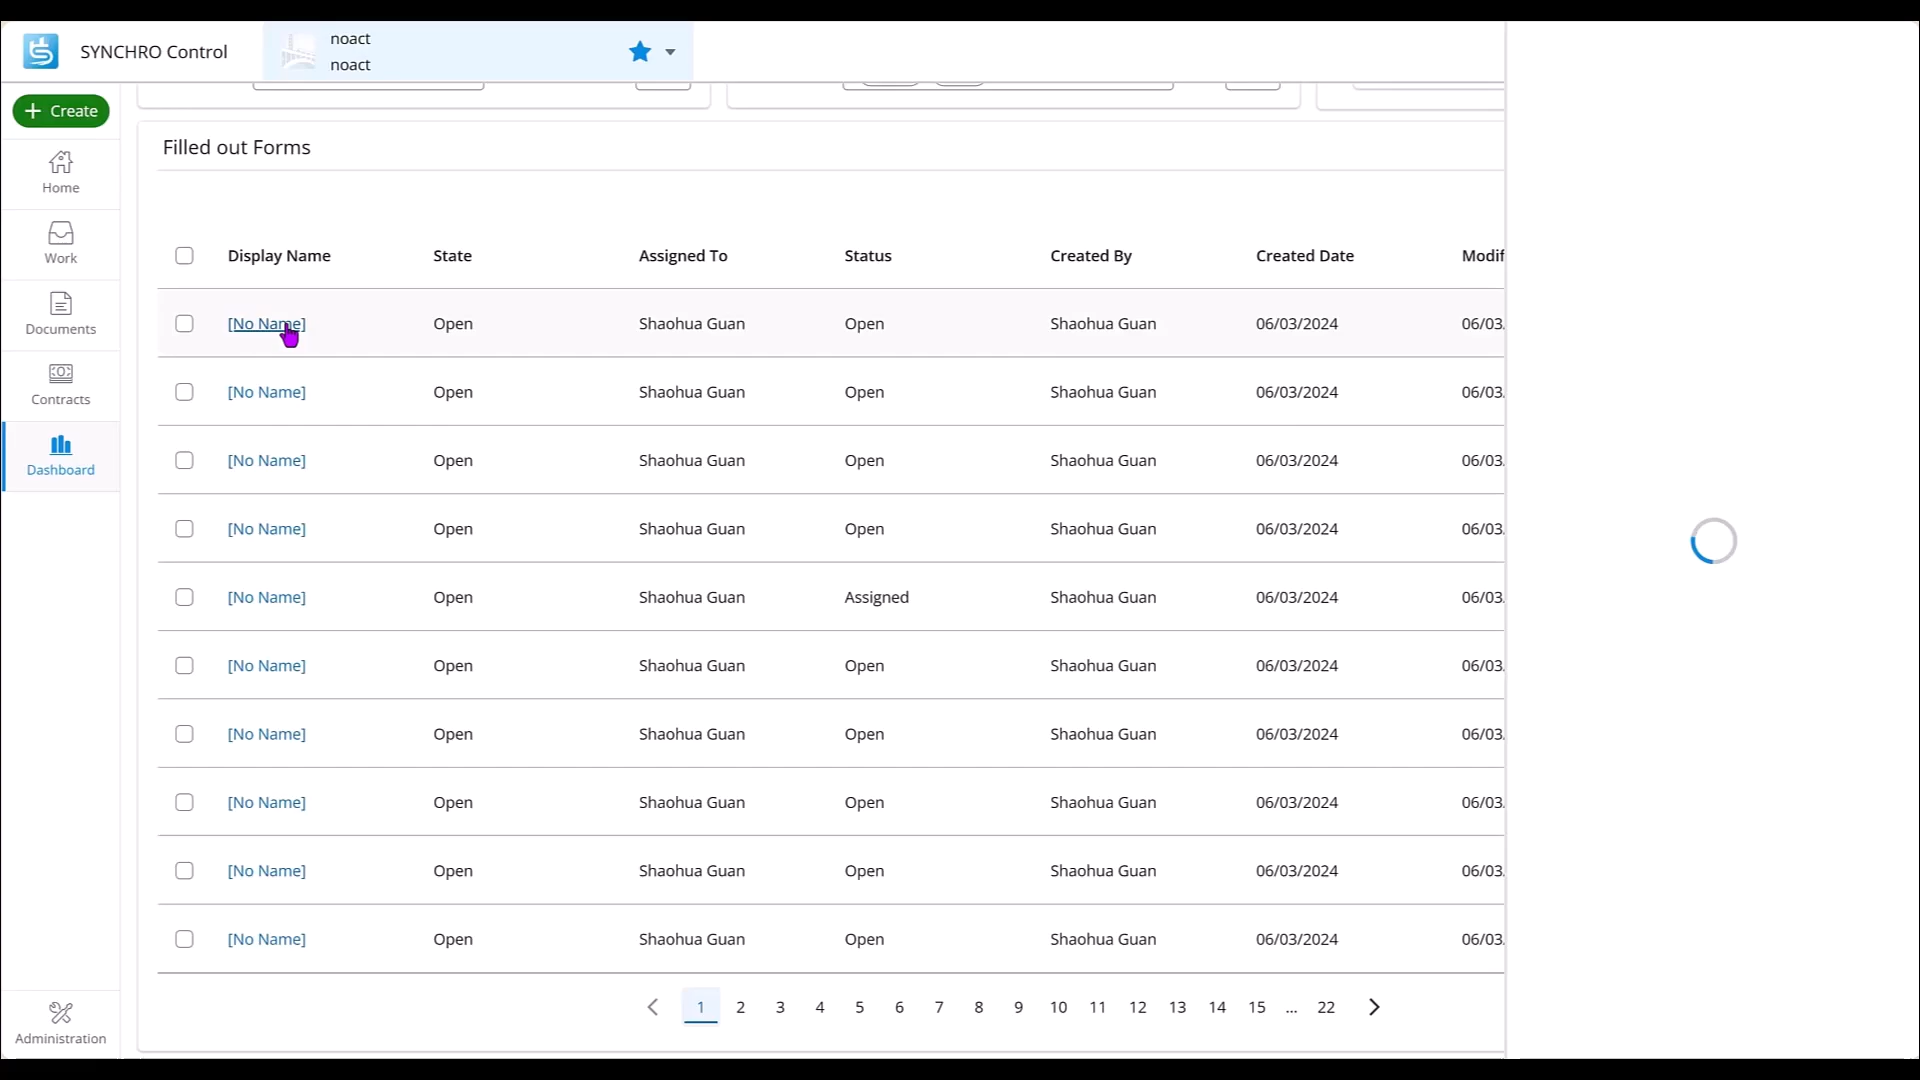 SYNCHRO Control
noact
noact
Create
Home
Work
Documents
Contracts
Dashboard
Administration
Filled out Forms
Display Name State Assigned To Status Created By Created Date Modif
[No Name] Open Shaohua Guan Open Shaohua Guan 06/03/2024 06/03.
[No Name] Open Shaohua Guan Open Shaohua Guan 06/03/2024 06/03.
[No Name] Open Shaohua Guan Open Shaohua Guan 06/03/2024 06/03.
[No Name] Open Shaohua Guan Open Shaohua Guan 06/03/2024 06/03.
[No Name] Open Shaohua Guan Assigned Shaohua Guan 06/03/2024 06/03.
[No Name] Open Shaohua Guan Open Shaohua Guan 06/03/2024 06/03.
[No Name] Open Shaohua Guan Open Shaohua Guan 06/03/2024 06/03.
[No Name] Open Shaohua Guan Open Shaohua Guan 06/03/2024 06/03.
[No Name] Open Shaohua Guan Open Shaohua Guan 06/03/2024 06/03.
[No Name] Open Shaohua Guan Open Shaohua Guan 06/03/2024 06/03.
1 2 3 4 5 6 7 8 9 10 11 12 13 14 15 ... 22